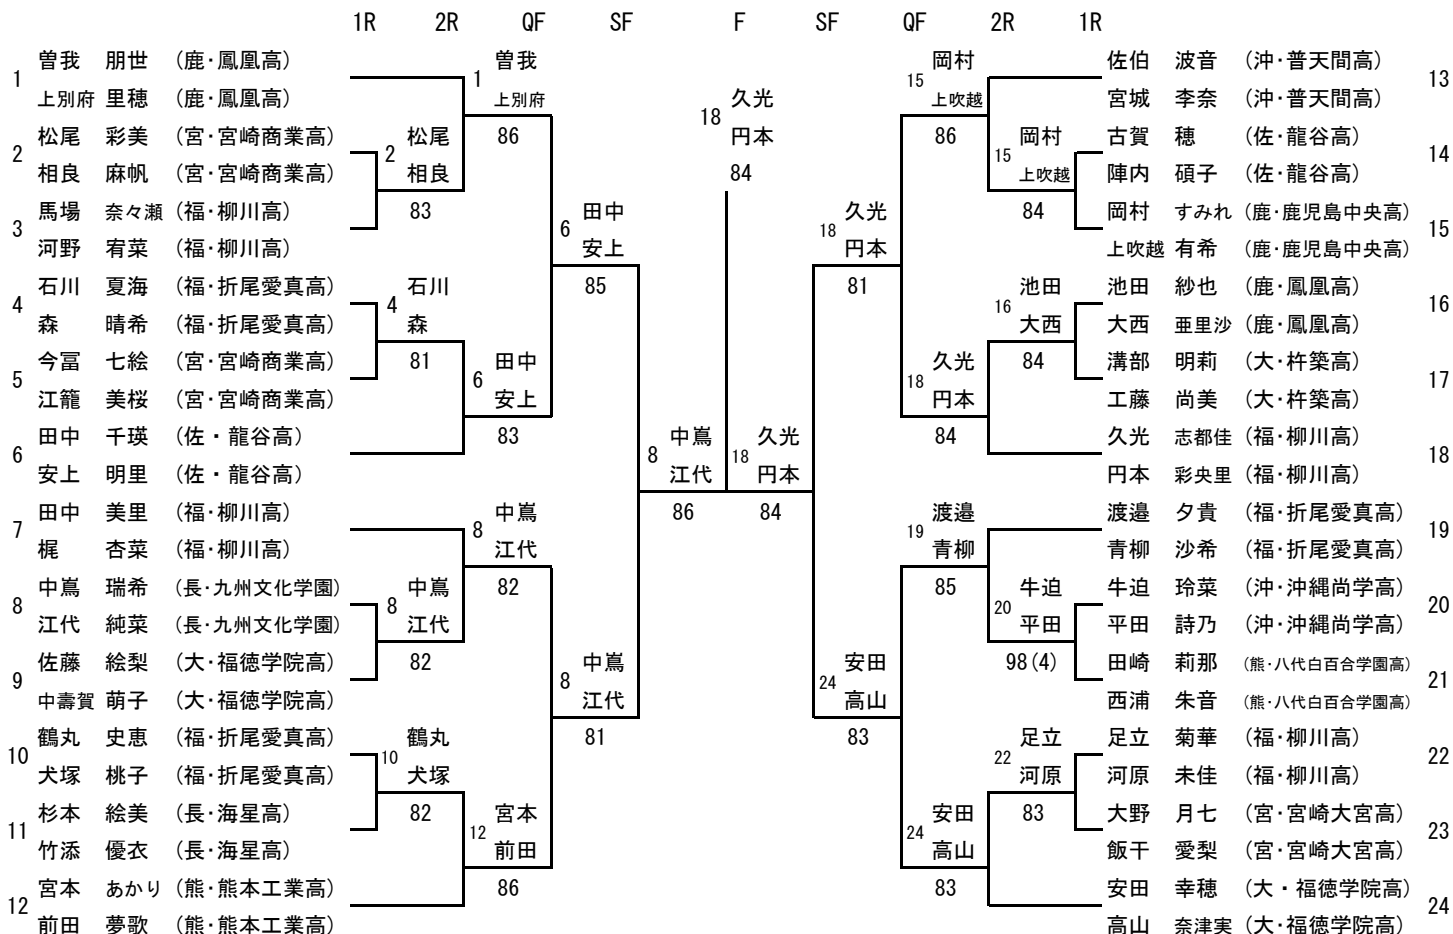 1R 2R QF SF F SF QF 2R 1R
1 曽我 朋世 (鹿・鳳凰高)
上別府 里穂 (鹿・鳳凰高)
2 松尾 彩美 (宮・宮崎商業高)
相良 麻帆 (宮・宮崎商業高)
3 馬場 奈々瀬 (福・柳川高)
河野 宥菜 (福・柳川高)
4 石川 夏海 (福・折尾愛真高)
森 晴希 (福・折尾愛真高)
5 今冨 七絵 (宮・宮崎商業高)
江籠 美桜 (宮・宮崎商業高)
6 田中 千瑛 (佐・龍谷高)
安上 明里 (佐・龍谷高)
7 田中 美里 (福・柳川高)
梶 杏菜 (福・柳川高)
8 中嶌 瑞希 (長・九州文化学園)
江代 純菜 (長・九州文化学園)
9 佐藤 絵梨 (大・福徳学院高)
中壽賀 萌子 (大・福徳学院高)
10 鶴丸 史恵 (福・折尾愛真高)
犬塚 桃子 (福・折尾愛真高)
11 杉本 絵美 (長・海星高)
竹添 優衣 (長・海星高)
12 宮本 あかり (熊・熊本工業高)
前田 夢歌 (熊・熊本工業高)
2 松尾
相良
83
4 石川
森
81
8 中嶌
江代
82
10 鶴丸
犬塚
82
1 曽我
上別府
86
6 田中
安上
83
8 中嶌
江代
82
12 宮本
前田
86
6 田中
安上
85
8 中嶌
江代
81
8 中嶌
江代
86
18 久光
円本
84
18 久光
円本
84
18 久光
円本
81
24 安田
高山
83
15 岡村
上吹越
86
18 久光
円本
84
19 渡邉
青柳
85
24 安田
高山
83
15 岡村
上吹越
84
16 池田
大西
84
20 牛迫
平田
98(4)
22 足立
河原
83
佐伯 波音 (沖・普天間高) 13
宮城 李奈 (沖・普天間高)
古賀 穂 (佐・龍谷高) 14
陣内 碩子 (佐・龍谷高)
岡村 すみれ (鹿・鹿児島中央高) 15
上吹越 有希 (鹿・鹿児島中央高)
池田 紗也 (鹿・鳳凰高) 16
大西 亜里沙 (鹿・鳳凰高)
溝部 明莉 (大・杵築高) 17
工藤 尚美 (大・杵築高)
久光 志都佳 (福・柳川高) 18
円本 彩央里 (福・柳川高)
渡邉 夕貴 (福・折尾愛真高) 19
青柳 沙希 (福・折尾愛真高)
牛迫 玲菜 (沖・沖縄尚学高) 20
平田 詩乃 (沖・沖縄尚学高)
田崎 莉那 (熊・八代白百合学園高) 21
西浦 朱音 (熊・八代白百合学園高)
足立 菊華 (福・柳川高) 22
河原 未佳 (福・柳川高)
大野 月七 (宮・宮崎大宮高) 23
飯干 愛梨 (宮・宮崎大宮高)
安田 幸穂 (大・福徳学院高) 24
高山 奈津実 (大・福徳学院高)